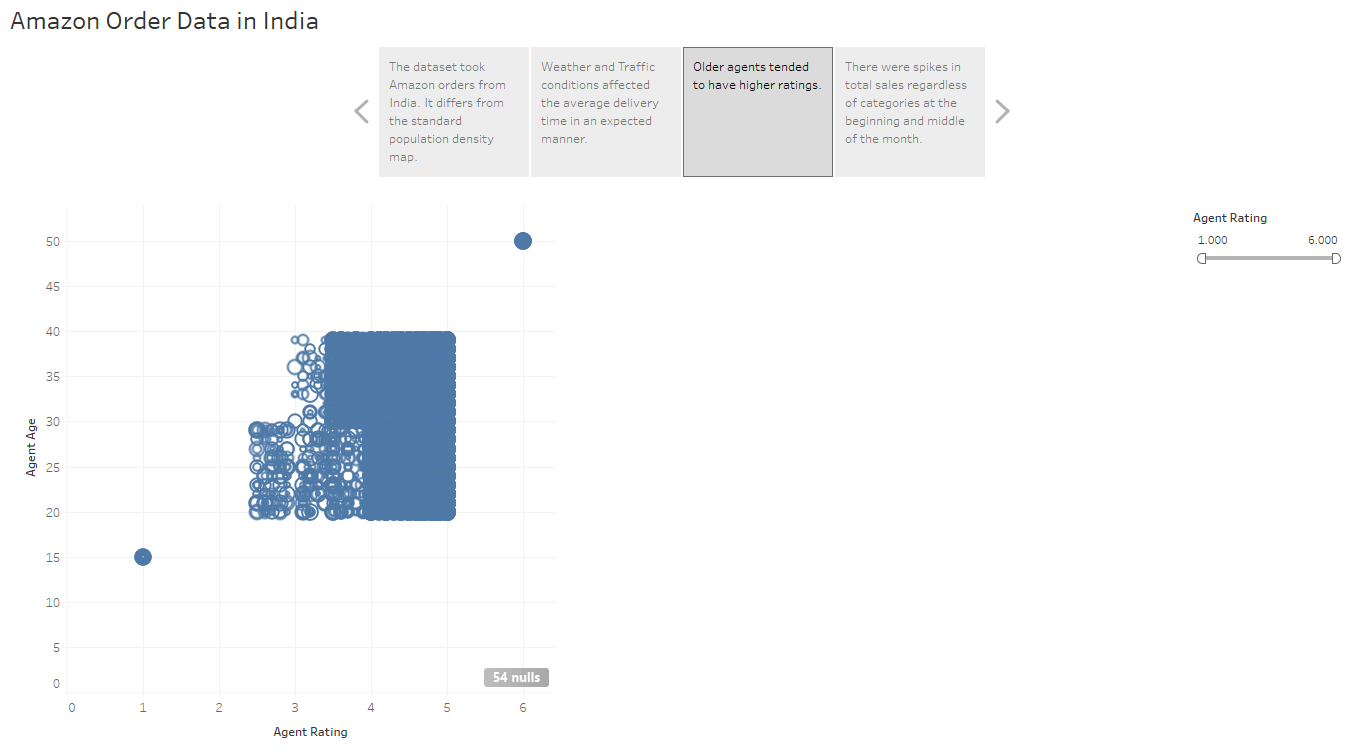 Amazon Order Data in India
The dataset took
Amazon orders from
India. It differs from
the standard
population density
map.
Weather and Traffic
conditions affected
the average delivery
time in an expected
manner.
Older agents tended
to have higher ratings.
There were spikes in
total sales regardless
of categories at the
beginning and middle
of the month.
Agent Rating
1.000 6.000
50
45
40
35
30
25
20
15
10
5
0
Agent Age
54 nulls
0 1 2 3 4 5 6
Agent Rating